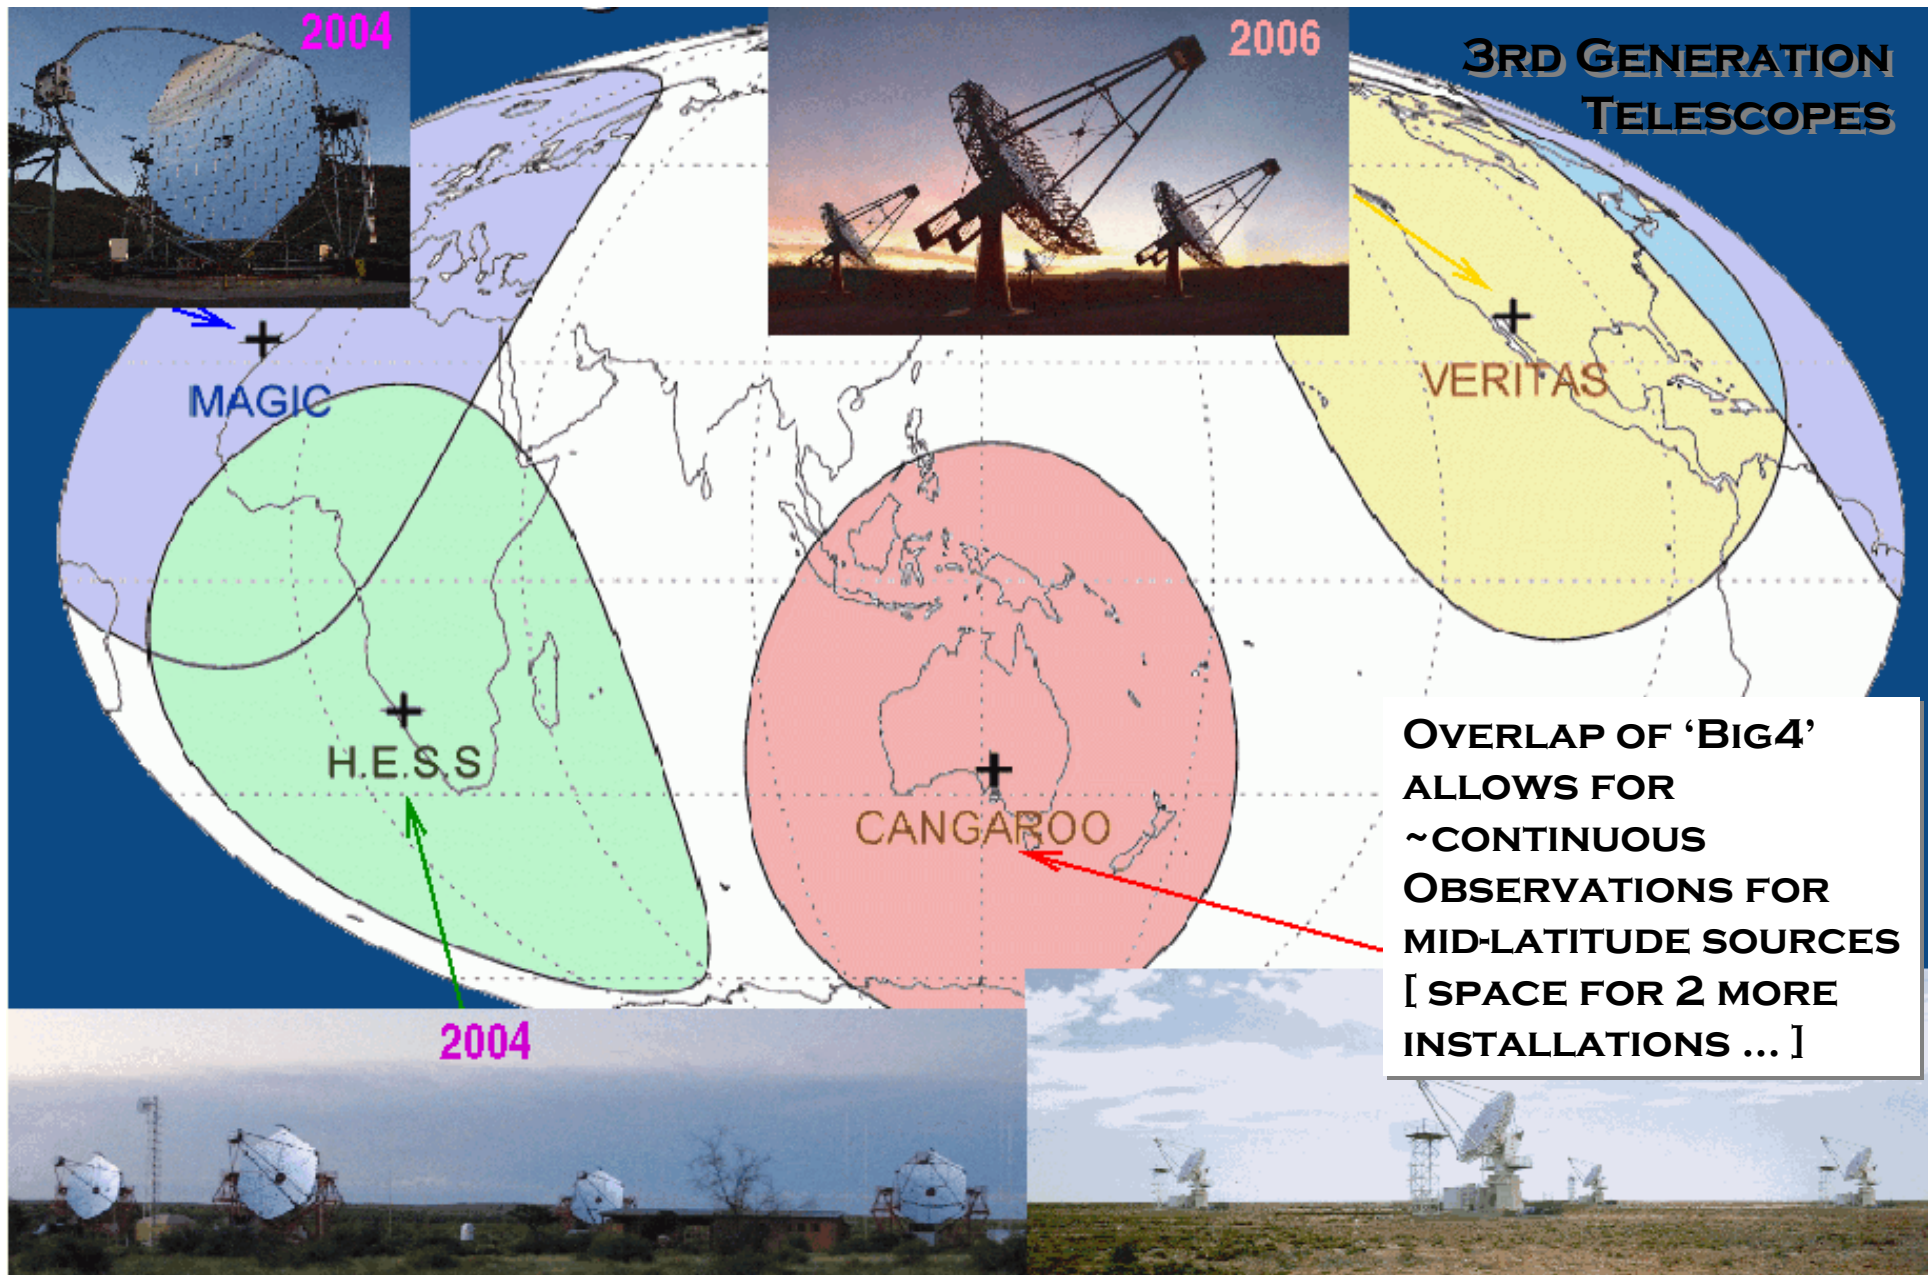 2004
2006
3RD GENERATION
TELESCOPES
MAGIC
VERITAS
H.E.S.S
CANGAROO
OVERLAP OF ‘BIG4’
ALLOWS FOR
~CONTINUOUS
OBSERVATIONS FOR
MID-LATITUDE SOURCES
[ SPACE FOR 2 MORE
INSTALLATIONS ... ]
2004